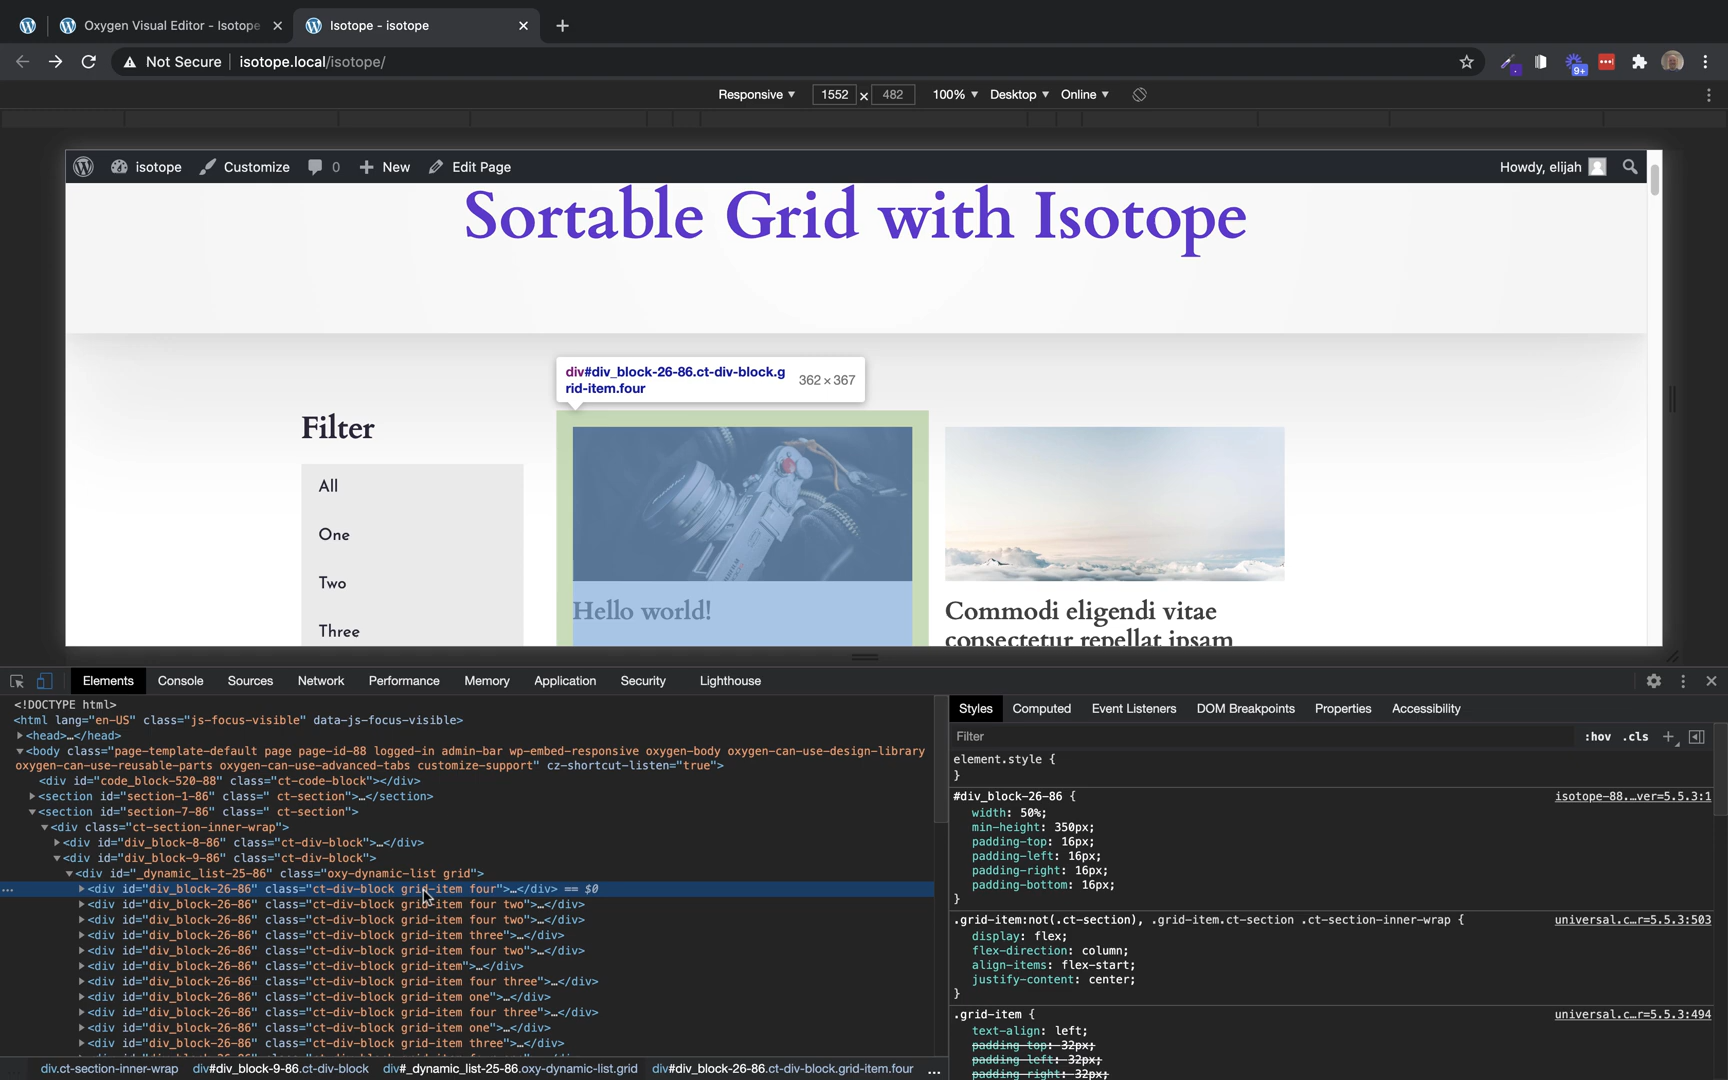 Oxygen Visual Editor - Isotope
Isotope - isotope
Not Secure isotope.local/isotope/
9+
Responsive ▼ 1552 × 482 100% ▼ Desktop ▼ Online ▼
isotope Customize 0 New Edit Page Howdy, elijah
Sortable Grid with Isotope
div#div_block-26-86.ct-div-block.g
rid-item.four
362 × 367
Filter
All
One
Two
Three
Hello world!
Commodi eligendi vitae
consectetur repellat ipsam
Elements Console Sources Network Performance Memory Application Security Lighthouse
<!DOCTYPE html>
<html lang="en-US" class="js-focus-visible" data-js-focus-visible>
<head>…</head>
<body class="page-template-default page page-id-88 logged-in admin-bar wp-embed-responsive oxygen-body oxygen-can-use-design-library
oxygen-can-use-reusable-parts oxygen-can-use-advanced-tabs customize-support" cz-shortcut-listen="true">
<div id="code_block-520-88" class="ct-code-block"></div>
<section id="section-1-86" class=" ct-section">…</section>
<section id="section-7-86" class=" ct-section">
<div class="ct-section-inner-wrap">
<div id="div_block-8-86" class="ct-div-block">…</div>
<div id="div_block-9-86" class="ct-div-block">
<div id="_dynamic_list-25-86" class="oxy-dynamic-list grid">
<div id="div_block-26-86" class="ct-div-block grid-item four">…</div> == $0
<div id="div_block-26-86" class="ct-div-block grid-item four two">…</div>
<div id="div_block-26-86" class="ct-div-block grid-item four two">…</div>
<div id="div_block-26-86" class="ct-div-block grid-item three">…</div>
<div id="div_block-26-86" class="ct-div-block grid-item four two">…</div>
<div id="div_block-26-86" class="ct-div-block grid-item">…</div>
<div id="div_block-26-86" class="ct-div-block grid-item four three">…</div>
<div id="div_block-26-86" class="ct-div-block grid-item one">…</div>
<div id="div_block-26-86" class="ct-div-block grid-item four three">…</div>
<div id="div_block-26-86" class="ct-div-block grid-item one">…</div>
<div id="div_block-26-86" class="ct-div-block grid-item three">…</div>
div.ct-section-inner-wrap div#div_block-9-86.ct-div-block div#_dynamic_list-25-86.oxy-dynamic-list.grid div#div_block-26-86.ct-div-block.grid-item.four ...
Styles Computed Event Listeners DOM Breakpoints Properties Accessibility
Filter :hov .cls +
element.style {
}
#div_block-26-86 { isotope-88.…ver=5.5.3:1
width: 50%;
min-height: 350px;
padding-top: 16px;
padding-left: 16px;
padding-right: 16px;
padding-bottom: 16px;
}
.grid-item:not(.ct-section), .grid-item.ct-section .ct-section-inner-wrap { universal.c…r=5.5.3:503
display: flex;
flex-direction: column;
align-items: flex-start;
justify-content: center;
}
.grid-item { universal.c…r=5.5.3:494
text-align: left;
padding-top: 32px;
padding-left: 32px;
padding-right: 32px;